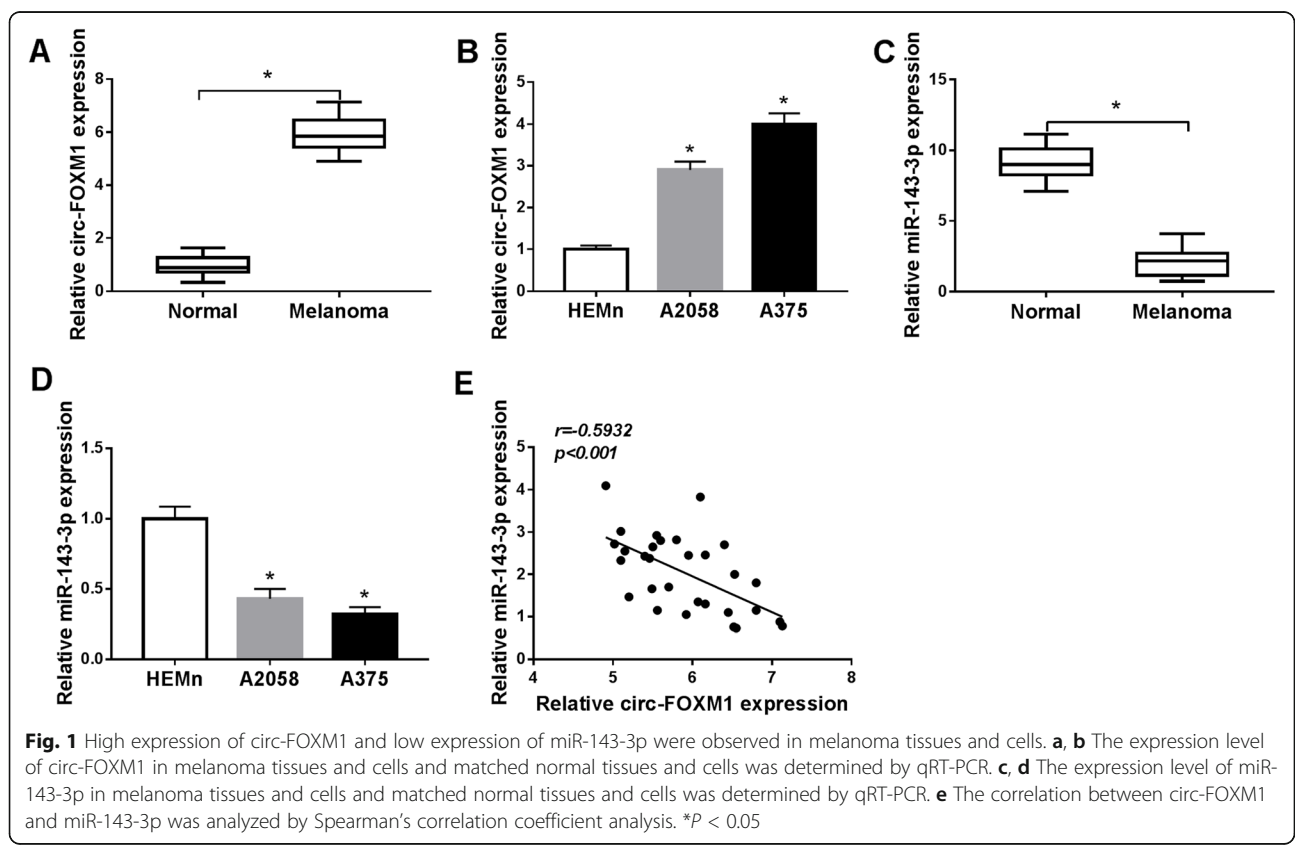 A
Relative circ-FOXM1 expression
8
6
4
2
0
*
Normal Melanoma
B
Relative circ-FOXM1 expression
5
4
3
2
1
0
*
*
HEMn A2058 A375
C
Relative miR-143-3p expression
15
10
5
0
*
Normal Melanoma
D
Relative miR-143-3p expression
1.5
1.0
0.5
0.0
*
*
HEMn A2058 A375
E
Relative miR-143-3p expression
r=-0.5932
p<0.001
5
4
3
2
1
0
4 5 6 7 8
Relative circ-FOXM1 expression
Fig. 1 High expression of circ-FOXM1 and low expression of miR-143-3p were observed in melanoma tissues and cells. a, b The expression level
of circ-FOXM1 in melanoma tissues and cells and matched normal tissues and cells was determined by qRT-PCR. c, d The expression level of miR-
143-3p in melanoma tissues and cells and matched normal tissues and cells was determined by qRT-PCR. e The correlation between circ-FOXM1
and miR-143-3p was analyzed by Spearman's correlation coefficient analysis. *P < 0.05